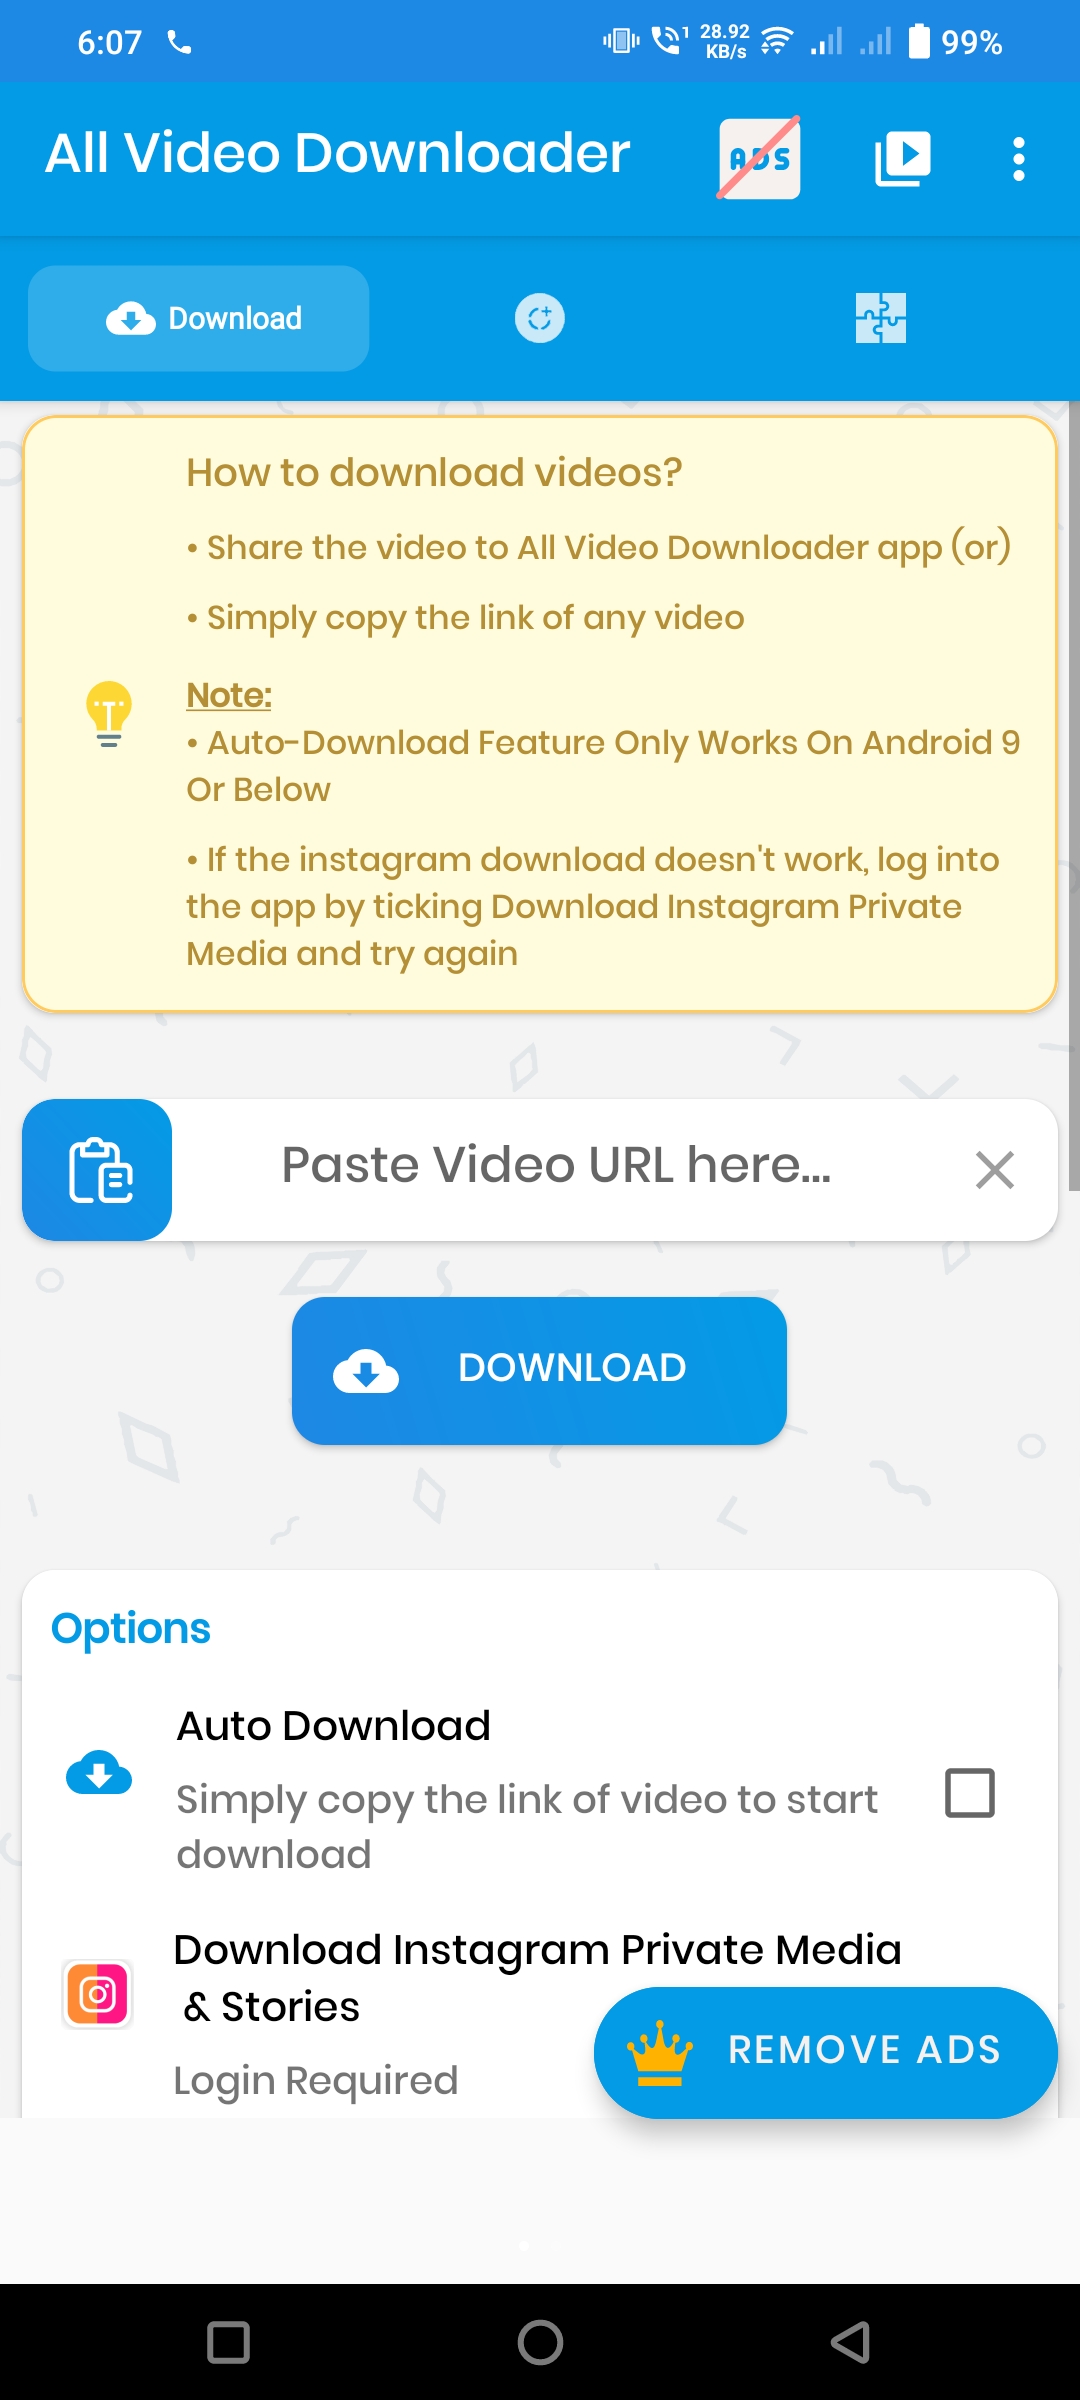 6:07
1
28.92
KB/s
99%
All Video Downloader
ADS
Download
How to download videos?
• Share the video to All Video Downloader app (or)
• Simply copy the link of any video
Note:
• Auto-Download Feature Only Works On Android 9
Or Below
• If the instagram download doesn't work, log into
the app by ticking Download Instagram Private
Media and try again
Paste Video URL here...
DOWNLOAD
Options
Auto Download
Simply copy the link of video to start
download
Download Instagram Private Media
& Stories
Login Required
REMOVE ADS